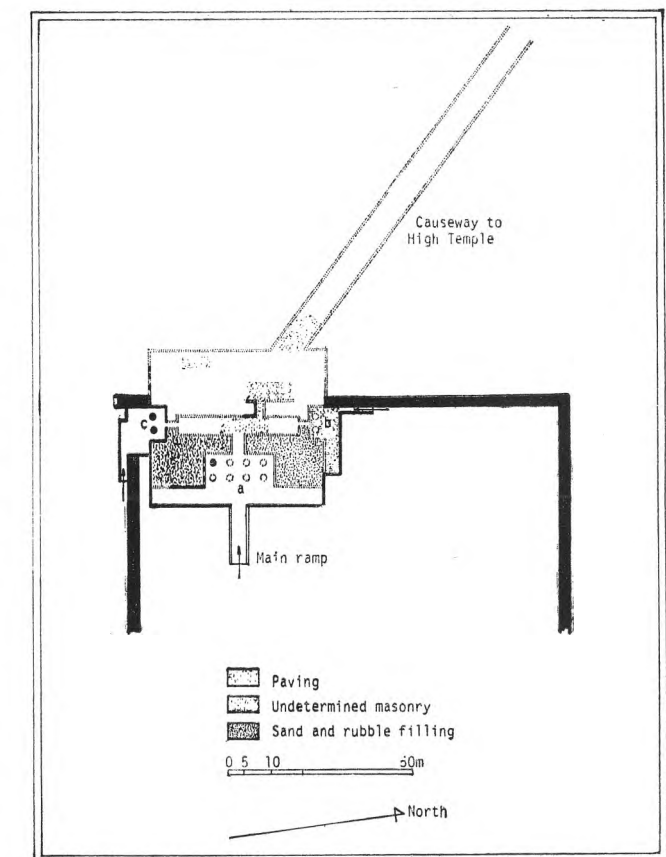 Causeway to
High Temple
c
b
a
Main ramp
Paving
Undetermined masonry
Sand and rubble filling
0 5 10 50m
North